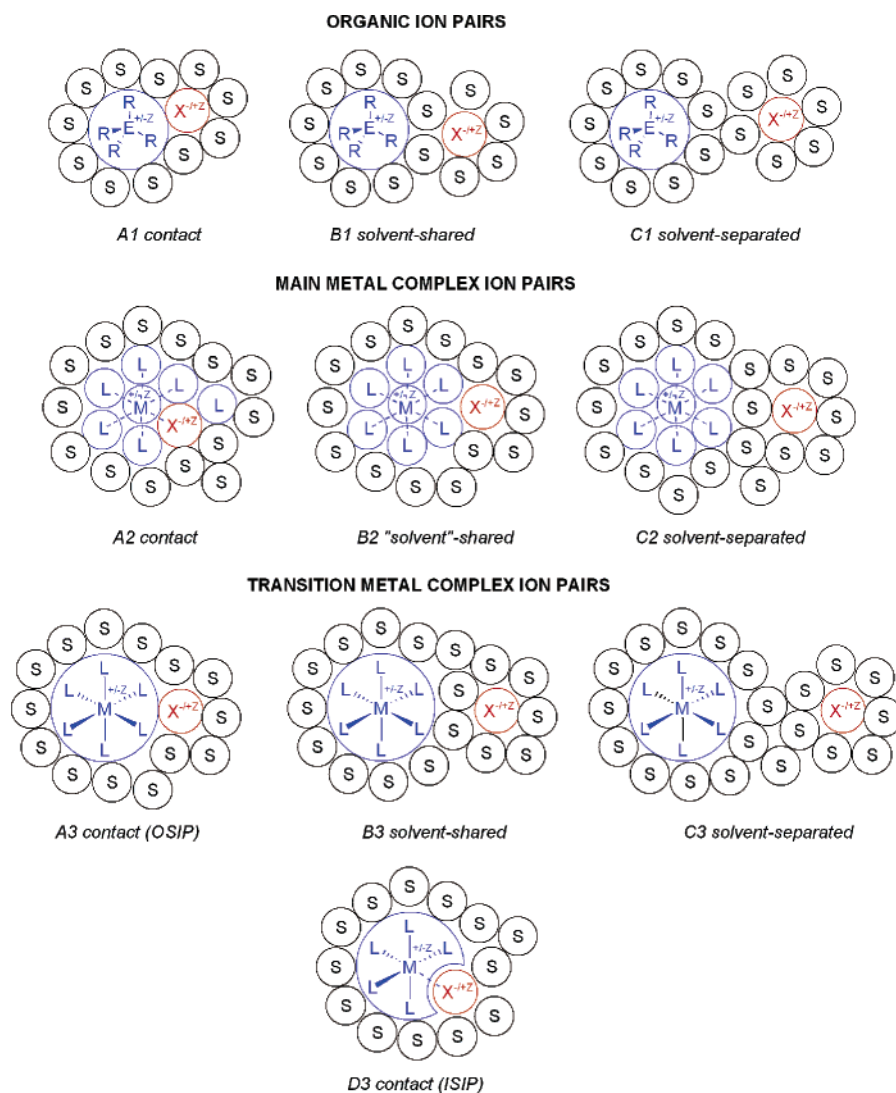 ORGANIC ION PAIRS
S S S S S S S S S S S S
R
+/-Z
R E R
R
X-/+Z
S S S S S S S S S S S S S
R
+/-Z
R E R
R
X-/+Z
S S S S S S S S S S S S S S S S
R
+/-Z
R E R
R
X-/+Z
A1 contact
B1 solvent-shared
C1 solvent-separated
MAIN METAL COMPLEX ION PAIRS
S S S S S S S S S S S S S S
L
L L
+/-Z
M L
L X-/+Z
L
S S S S S S S S S S S S S S
L
L L
+/-Z
M X-/+Z
L L
L
S S S S S S S S S S S S S S S S S S S
L
L L
+/-Z
M X-/+Z
L L
L
A2 contact
B2 "solvent"-shared
C2 solvent-separated
TRANSITION METAL COMPLEX ION PAIRS
S S S S S S S S S S S S S S S S
L
L +/-Z L
M X-/+Z
L L
L
S S S S S S S S S S S S S S S S S S S
L
L +/-Z L
M X-/+Z
L L
L
S S S S S S S S S S S S S S S S S S S S S S
L
L +/-Z L
M X-/+Z
L L
L
A3 contact (OSIP)
B3 solvent-shared
C3 solvent-separated
S S S S S S S S S S S S S S
L
L +/-Z L
M
L X-/+Z
L
D3 contact (ISIP)